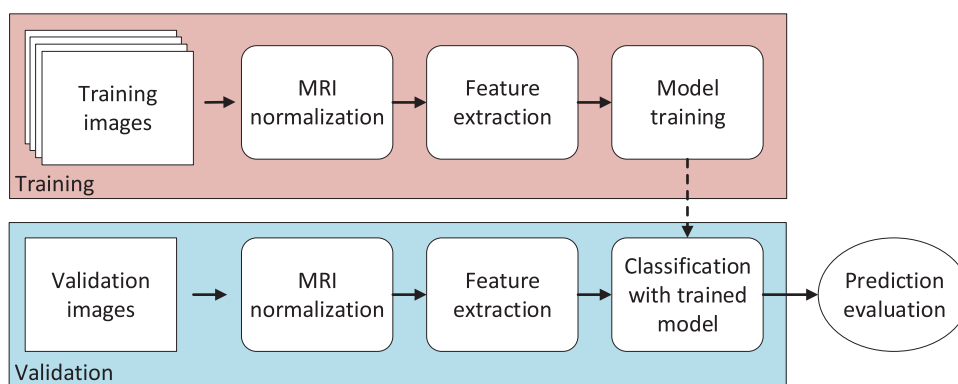 Training
images
MRI
normalization
Feature
extraction
Model
training
Training
Validation
images
MRI
normalization
Feature
extraction
Classification
with trained
model
Prediction
evaluation
Validation